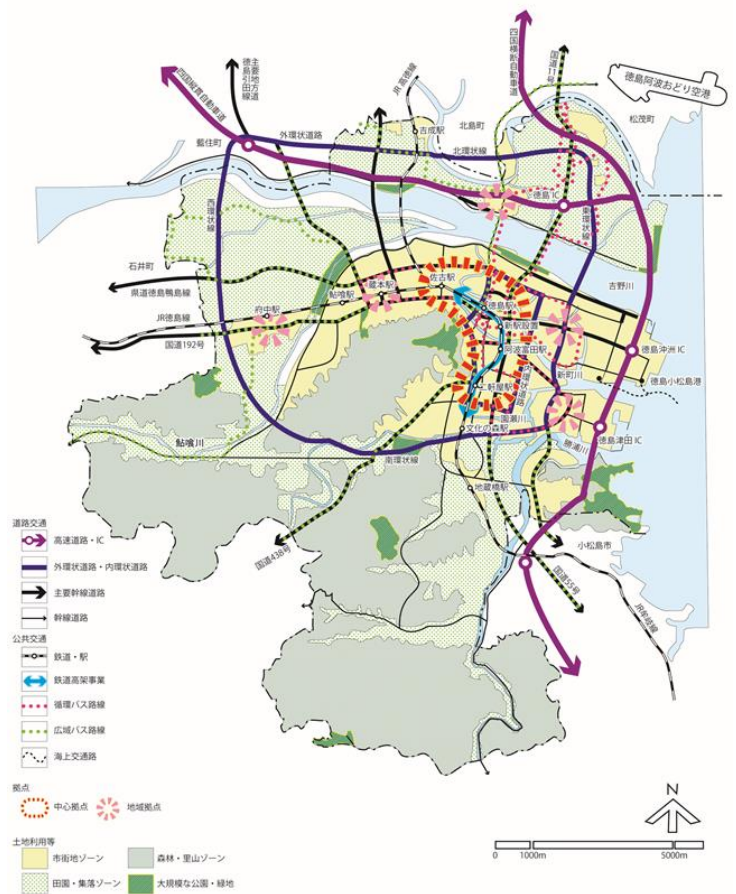 徳島阿波おどり空港
四国横断自動車道
国道11号
主要地方道
徳島引田線
四国縦貫自動車道
JR高徳線
吉成駅
北島町
松茂町
藍住町
外環状道路
北環状線
徳島IC
東環状線
西環状線
石井町
県道徳島鴨島線
JR徳島線
国道192号
府中駅
鮎喰駅
蔵本駅
佐古駅
徳島駅
新駅設置
阿波富田駅
二軒屋駅
内環状道路
文化の森駅
園瀬川
吉野川
新町川
徳島沖洲IC
徳島小松島港
徳島津田IC
勝浦川
鮎喰川
南環状線
地蔵橋駅
国道438号
小松島市
国道55号
JR牟岐線
道路交通
高速道路・IC
外環状道路・内環状道路
主要幹線道路
幹線道路
公共交通
鉄道・駅
鉄道高架事業
循環バス路線
広域バス路線
海上交通路
拠点
中心拠点
地域拠点
土地利用等
市街地ゾーン
森林・里山ゾーン
田園・集落ゾーン
大規模な公園・緑地
N
0 1000m 5000m